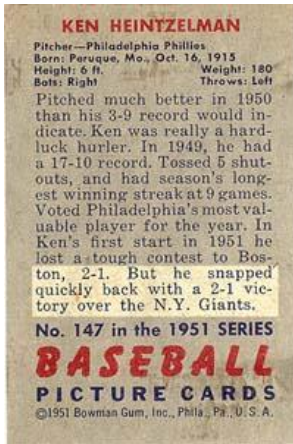 KEN HEINTZELMAN
Pitcher—Philadelphia Phillies
Born: Peruque, Mo., Oct. 16, 1915
Height: 6 ft. Weight: 180
Bats: Right Throws: Left
Pitched much better in 1950
than his 3-9 record would in-
dicate. Ken was really a hard-
luck hurler. In 1949, he had
a 17-10 record. Tossed 5 shut-
outs, and had season's long-
est winning streak at 9 games.
Voted Philadelphia's most val-
uable player for the year. In
Ken's first start in 1951 he
lost a tough contest to Bos-
ton, 2-1. But he snapped
quickly back with a 2-1 vic-
tory over the N.Y. Giants.
No. 147 in the 1951 SERIES
BASEBALL
PICTURE CARDS
©1951 Bowman Gum, Inc., Phila., Pa., U.S.A.